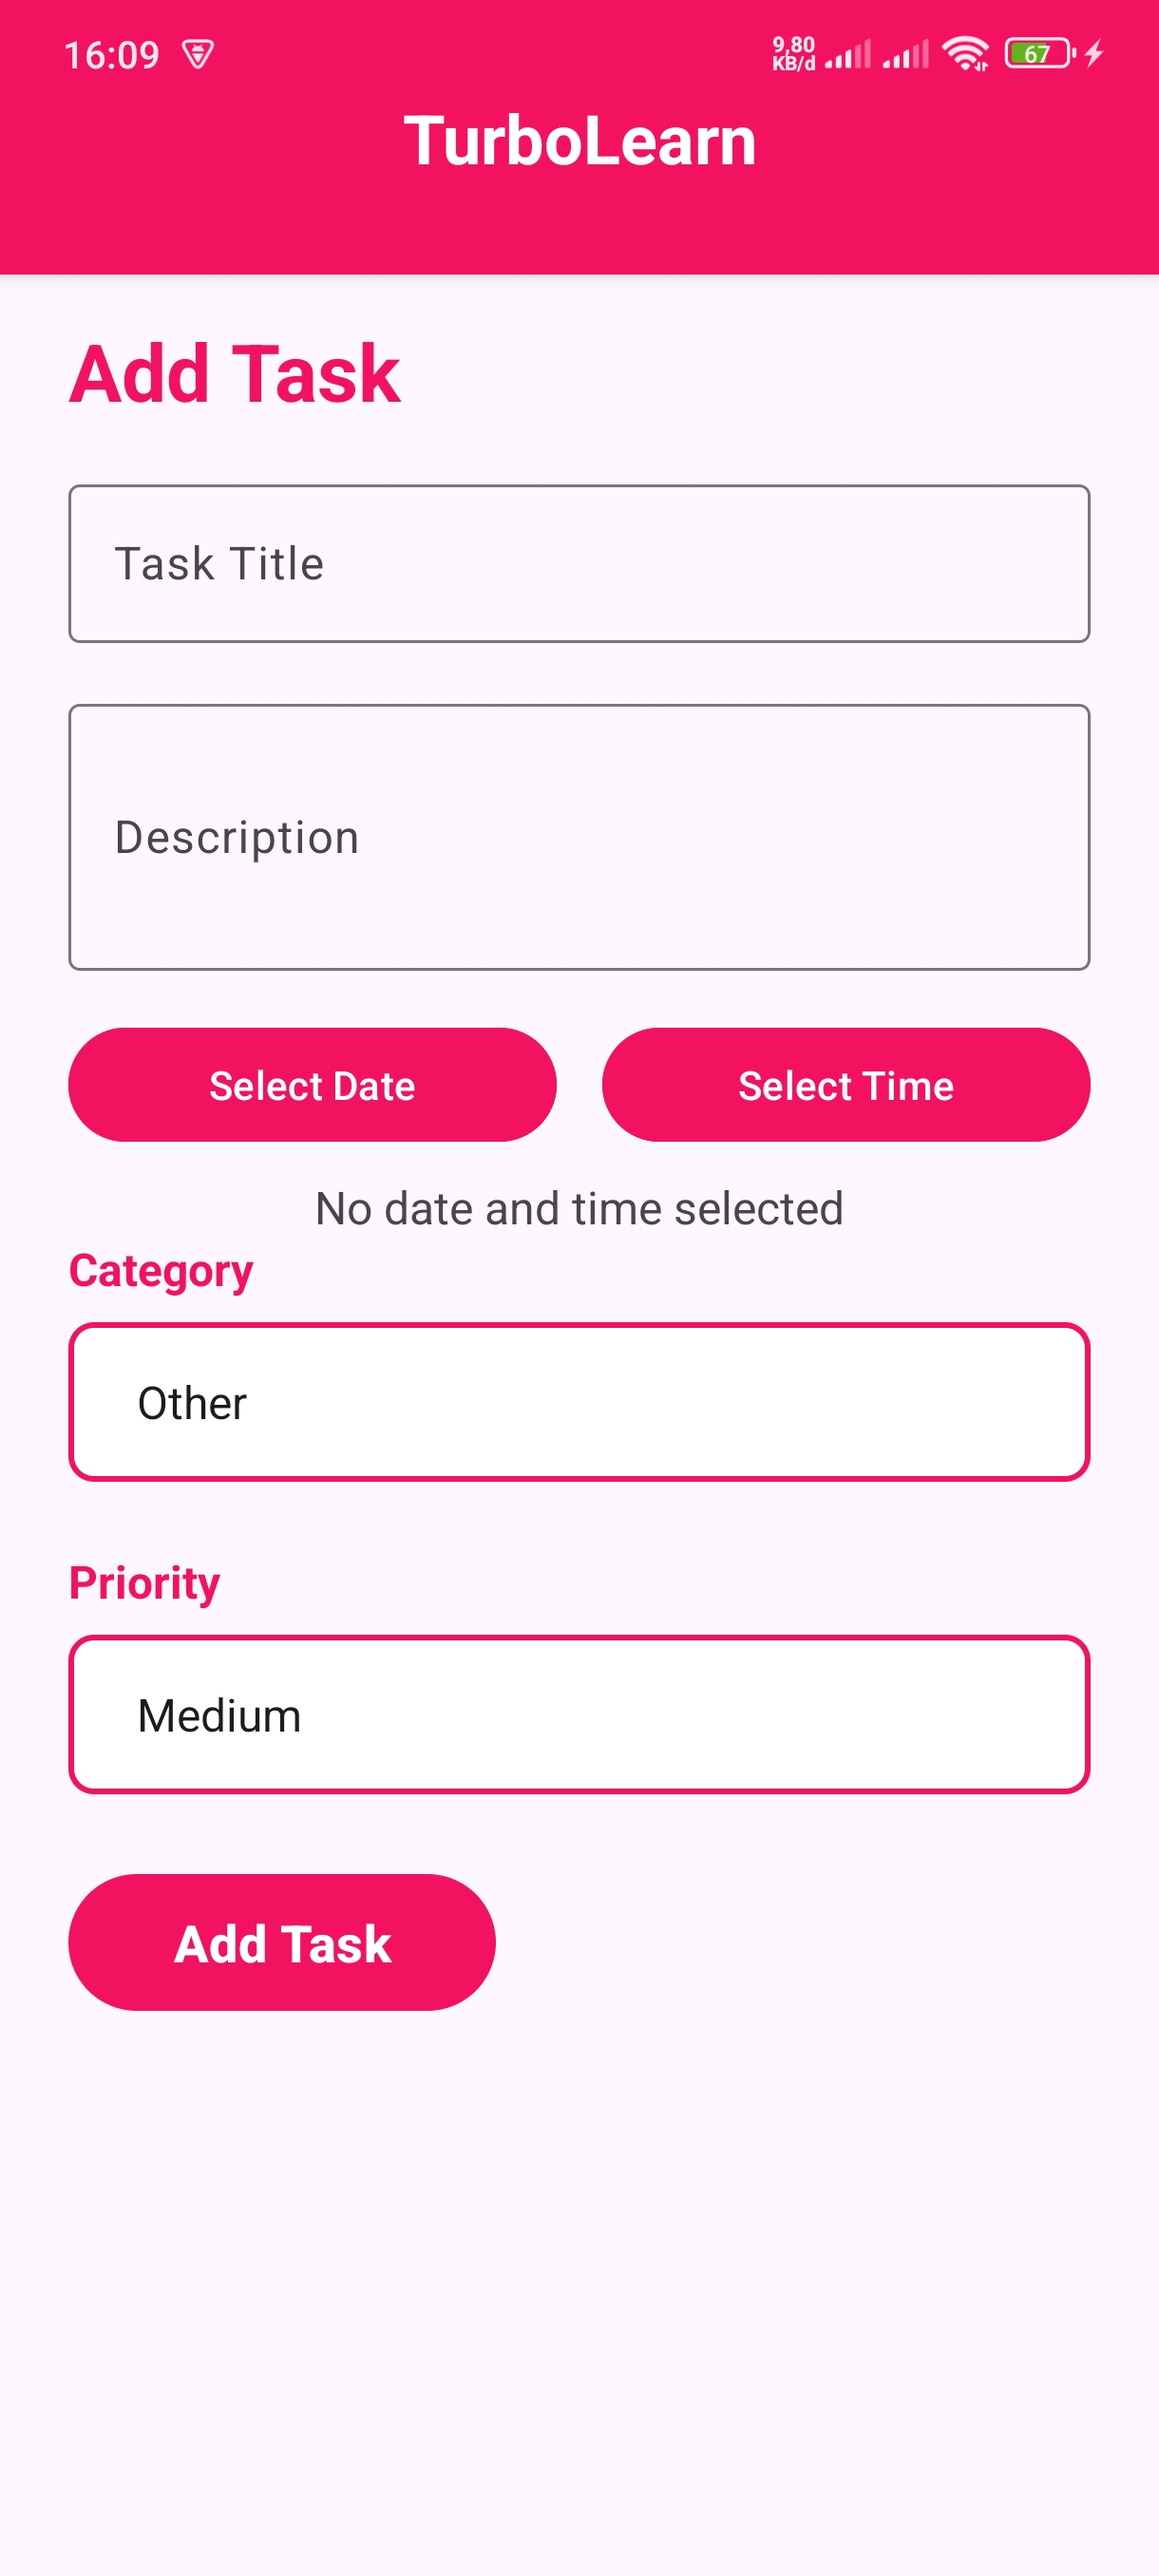 16:09
9,80
KB/d
67
TurboLearn
Add Task
Task Title
Description
Select Date
Select Time
No date and time selected
Category
Other
Priority
Medium
Add Task